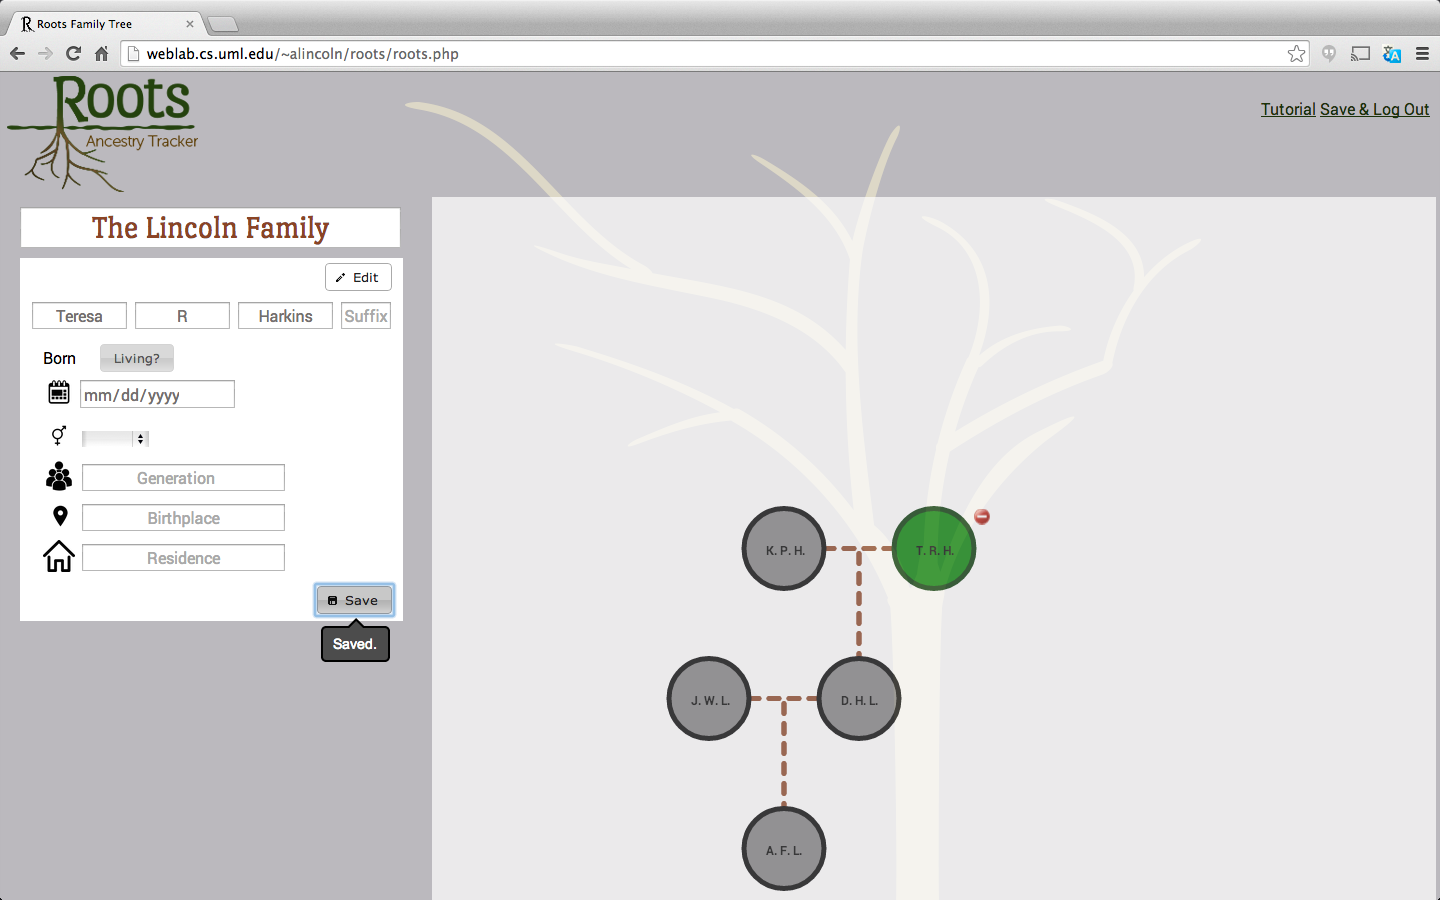 Roots Family Tree
weblab.cs.uml.edu/~alincoln/roots/roots.php
Roots
Ancestry Tracker
Tutorial Save & Log Out
The Lincoln Family
Edit
Teresa R Harkins Suffix
Born Living?
mm/dd/yyyy
Generation
Birthplace
Residence
Save
Saved.
K. P. H. T. R. H.
J. W. L. D. H. L.
A. F. L.